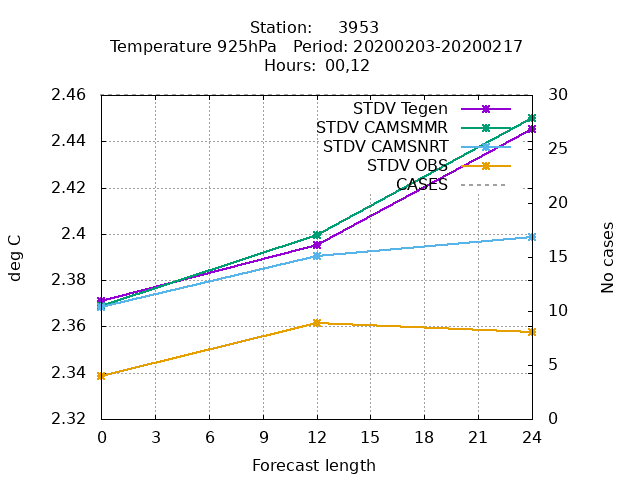 Station: 3953
Temperature 925hPa Period: 20200203-20200217
Hours: 00,12
2.46
2.44
2.42
2.4
2.38
2.36
2.34
2.32
deg C
STDV Tegen
STDV CAMSMMR
STDV CAMSNRT
STDV OBS
CASES
30
25
20
15
10
5
0
No cases
0 3 6 9 12 15 18 21 24
Forecast length